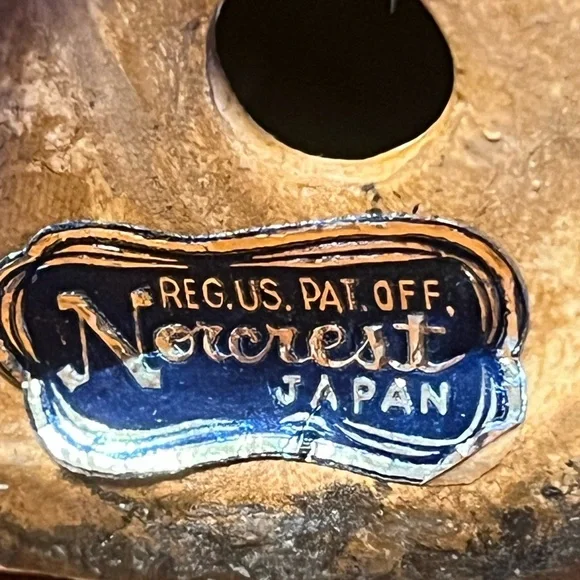 REG.US. PAT. OFF.
Norcrest
JAPAN